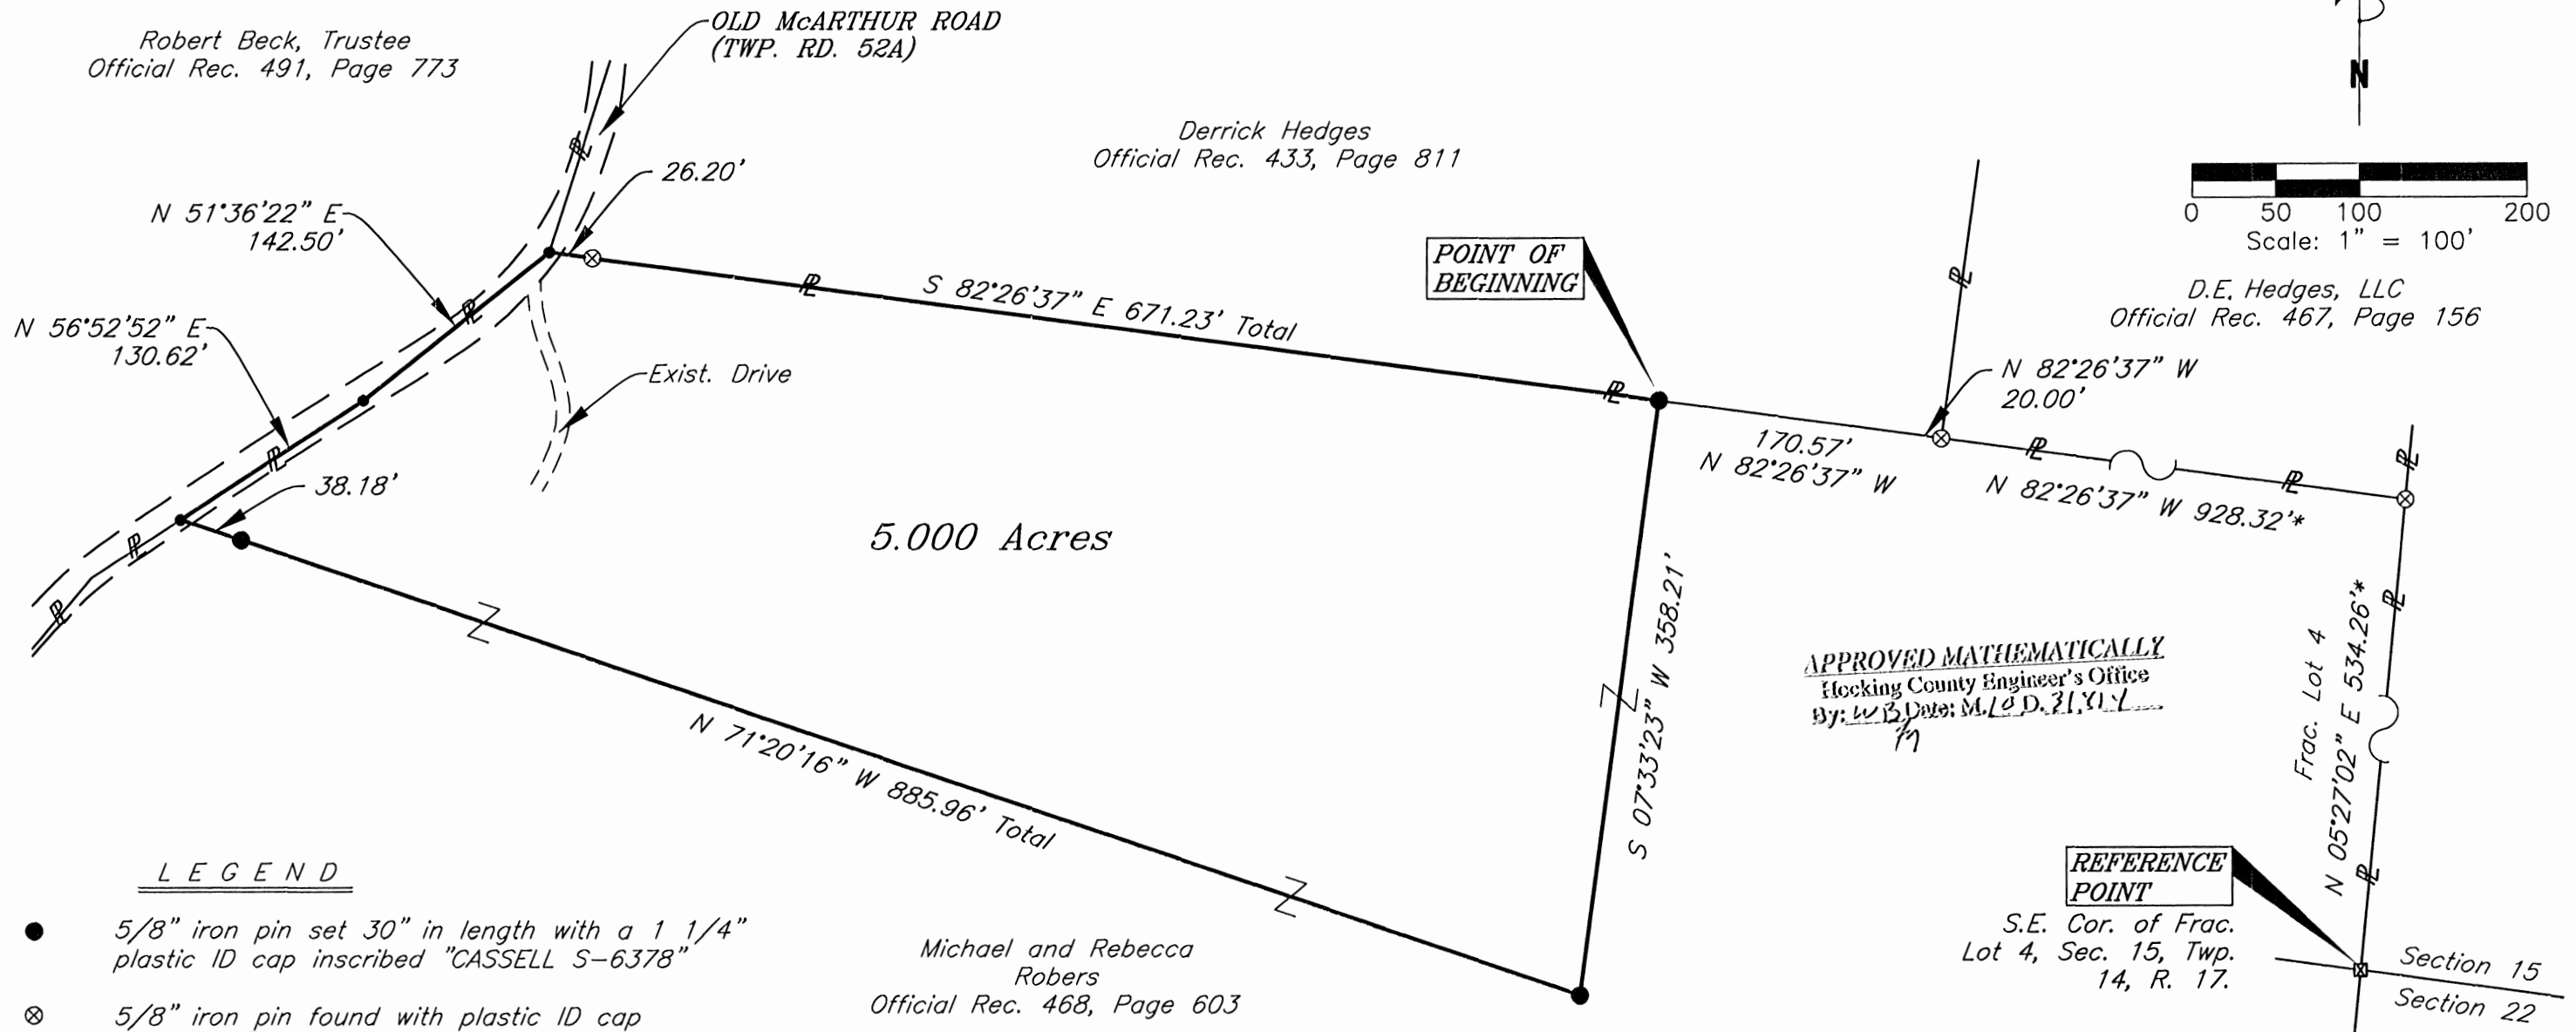 Robert Beck, Trustee
Official Rec. 491, Page 773
OLD McARTHUR ROAD
(TWP. RD. 52A)
26.20'
Derrick Hedges
Official Rec. 433, Page 811
N
0 50 100 200
Scale: 1" = 100'
N 51°36'22" E
142.50'
POINT OF
BEGINNING
D.E. Hedges, LLC
Official Rec. 467, Page 156
S 82°26'37" E 671.23' Total
N 56°52'52" E
130.62'
Exist. Drive
N 82°26'37" W
20.00'
170.57'
N 82°26'37" W
N 82°26'37" W 928.32'*
38.18'
5.000 Acres
S 07°33'23" W 358.21'
APPROVED MATHEMATICALLY
Hocking County Engineer's Office
By: WB Date: M.10 D.31,Y.
Frac. Lot 4
N 05°27'02" E 534.26'*
N 71°20'16" W 885.96' Total
REFERENCE
POINT
S.E. Cor. of Frac.
Lot 4, Sec. 15, Twp.
14, R. 17.
Section 15
Section 22
LEGEND
5/8" iron pin set 30" in length with a 1 1/4"
plastic ID cap inscribed "CASSELL S-6378"
5/8" iron pin found with plastic ID cap
Michael and Rebecca
Robers
Official Rec. 468, Page 603